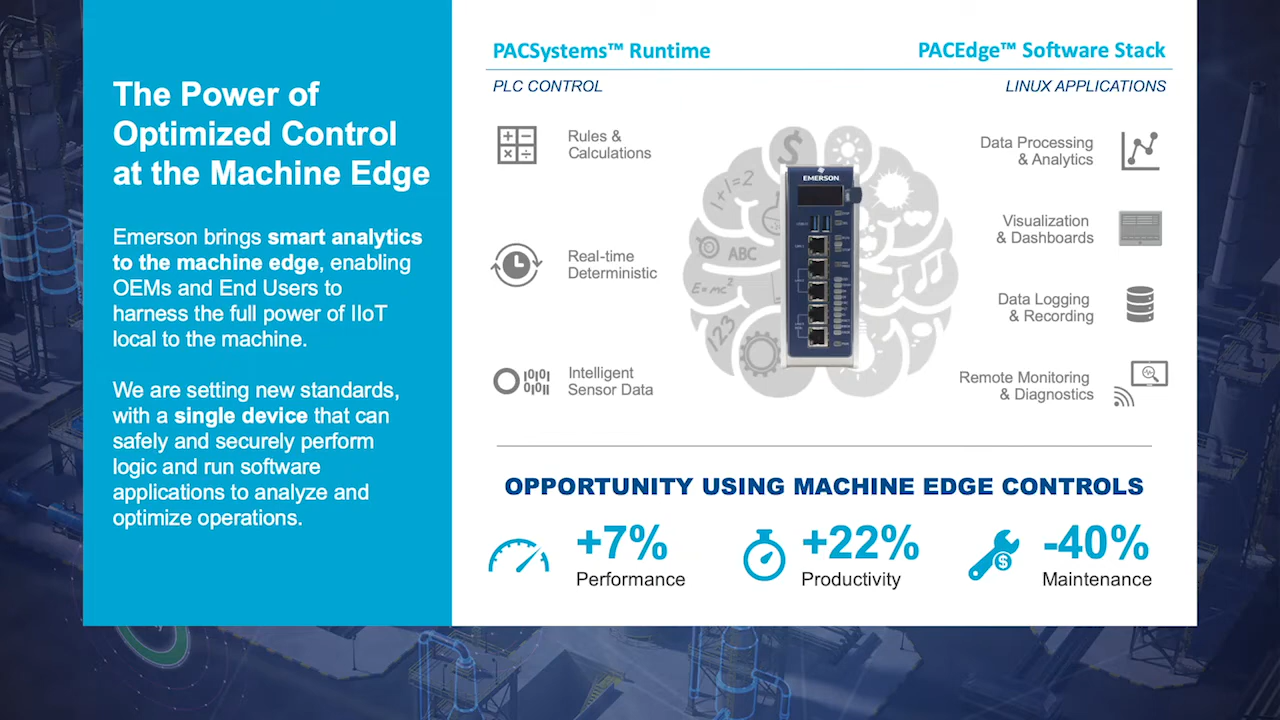 The Power of
Optimized Control
at the Machine Edge
Emerson brings smart analytics
to the machine edge, enabling
OEMs and End Users to
harness the full power of IIoT
local to the machine.
We are setting new standards,
with a single device that can
safely and securely perform
logic and run software
applications to analyze and
optimize operations.
PACSystems™ Runtime
PLC CONTROL
Rules &
Calculations
Real-time
Deterministic
Intelligent
Sensor Data
$
1+1=2
ABC
E=mc²
123
EMERSON
PACEdge™ Software Stack
LINUX APPLICATIONS
Data Processing
& Analytics
Visualization
& Dashboards
Data Logging
& Recording
Remote Monitoring
& Diagnostics
OPPORTUNITY USING MACHINE EDGE CONTROLS
+7%
Performance
+22%
Productivity
$
-40%
Maintenance